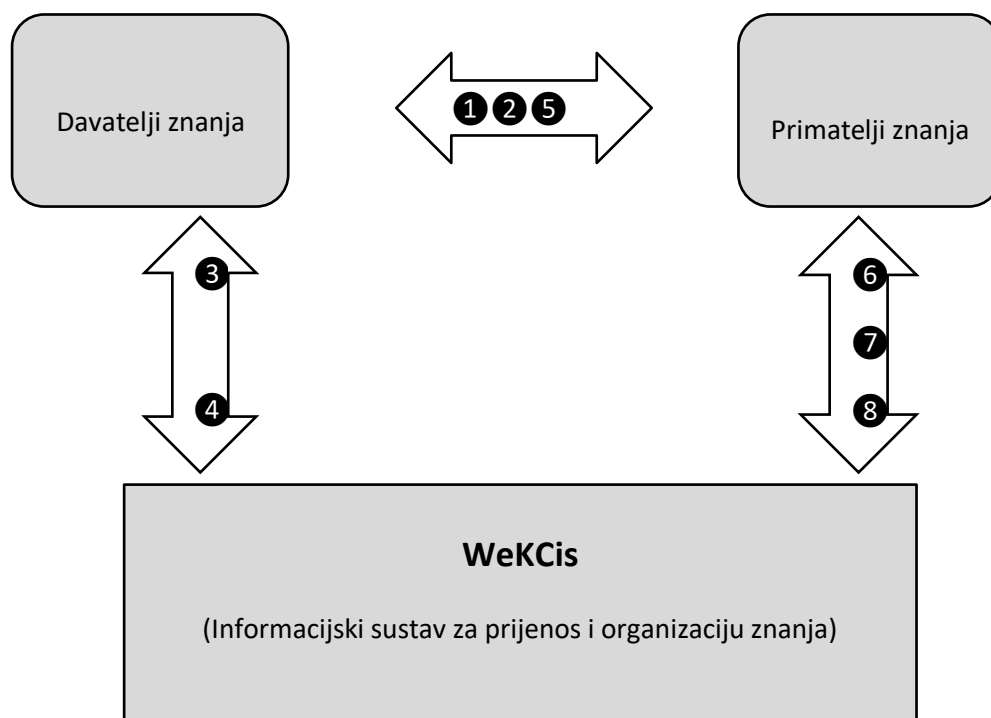 Davatelji znanja
❶❷❺
Primatelji znanja
❸
❻
❼
❹
❽
WeKCis
(Informacijski sustav za prijenos i organizaciju znanja)